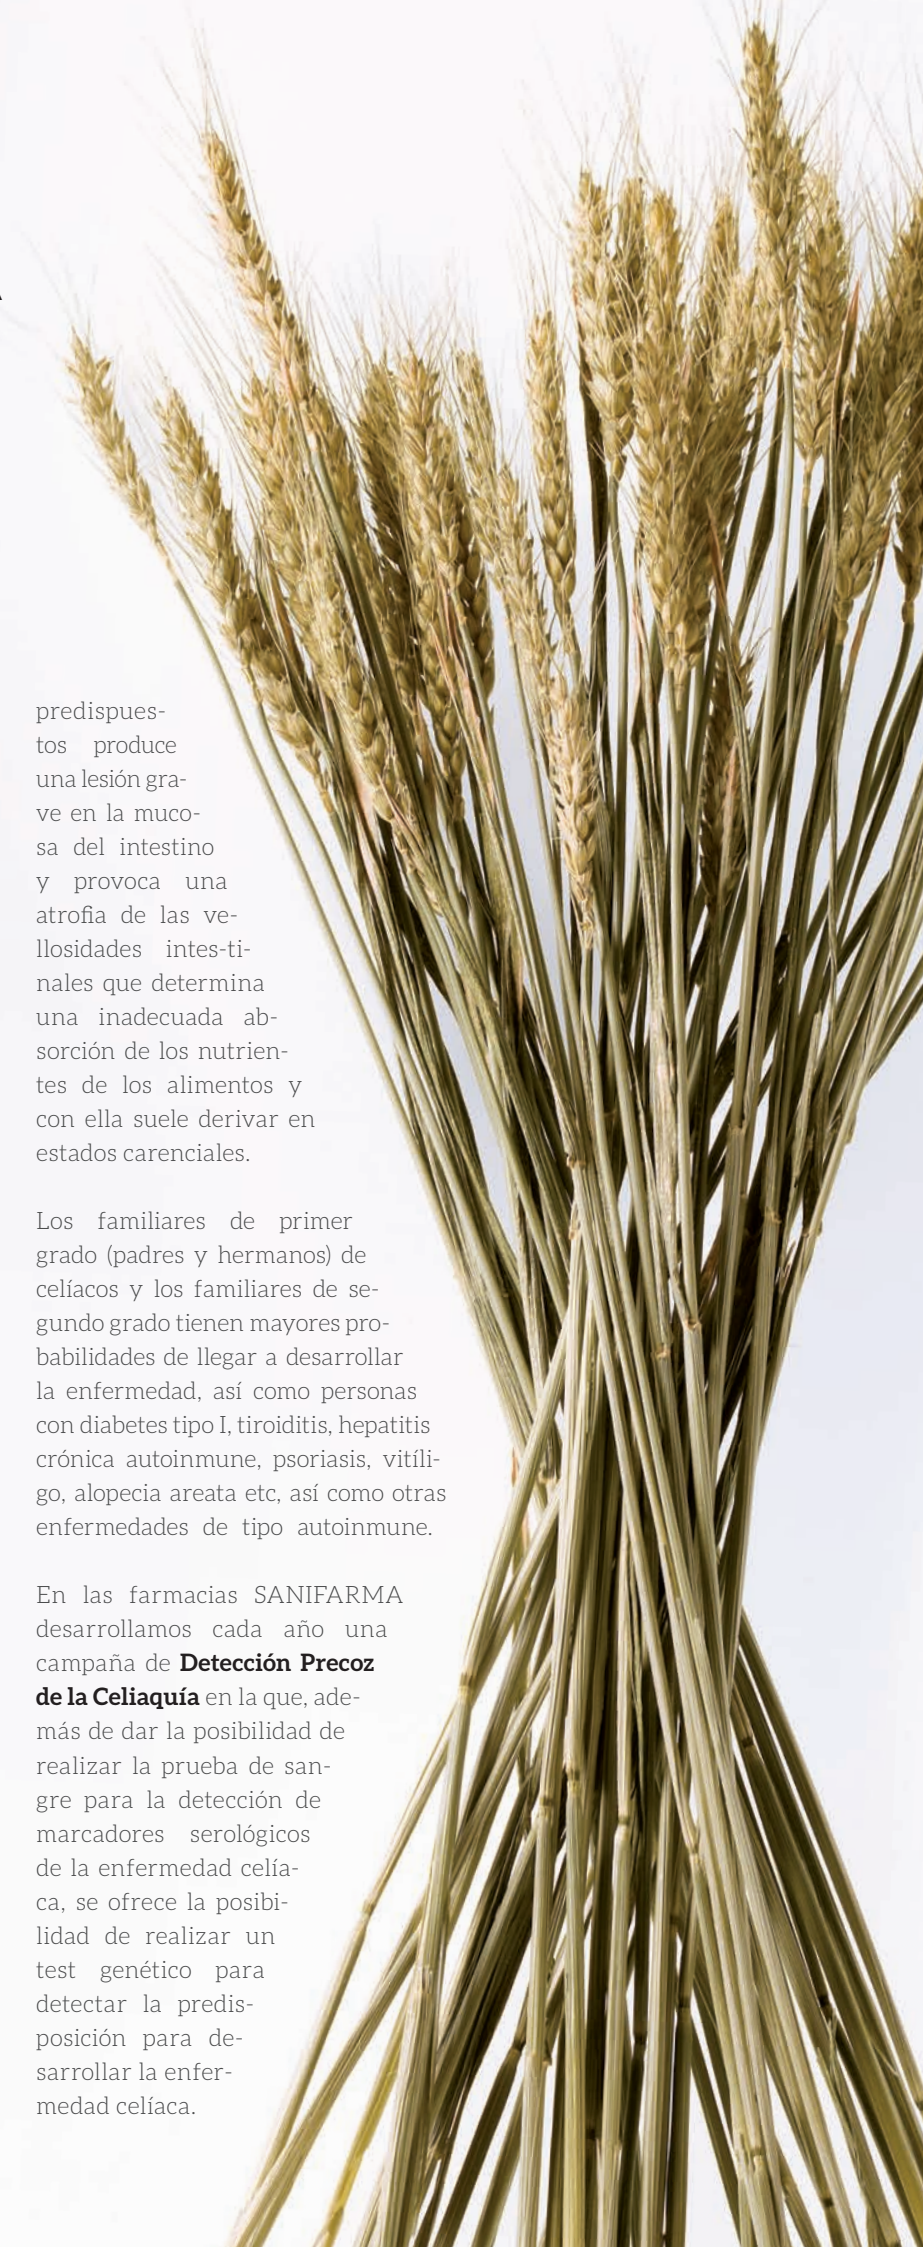 predispues-
tos produce
una lesión gra-
ve en la muco-
sa del intestino
y provoca una
atrofia de las ve-
llosidades intes-ti-
nales que determina
una inadecuada ab-
sorción de los nutrien-
tes de los alimentos y
con ella suele derivar en
estados carenciales.
Los familiares de primer
grado (padres y hermanos) de
celíacos y los familiares de se-
gundo grado tienen mayores pro-
babilidades de llegar a desarrollar
la enfermedad, así como personas
con diabetes tipo I, tiroiditis, hepatitis
crónica autoinmune, psoriasis, vitíli-
go, alopecia areata etc, así como otras
enfermedades de tipo autoinmune.
En las farmacias SANIFARMA
desarrollamos cada año una
campaña de Detección Precoz
de la Celiaquía en la que, ade-
más de dar la posibilidad de
realizar la prueba de san-
gre para la detección de
marcadores serológicos
de la enfermedad celía-
ca, se ofrece la posibi-
lidad de realizar un
test genético para
detectar la predis-
posición para de-
sarrollar la enfer-
medad celíaca.